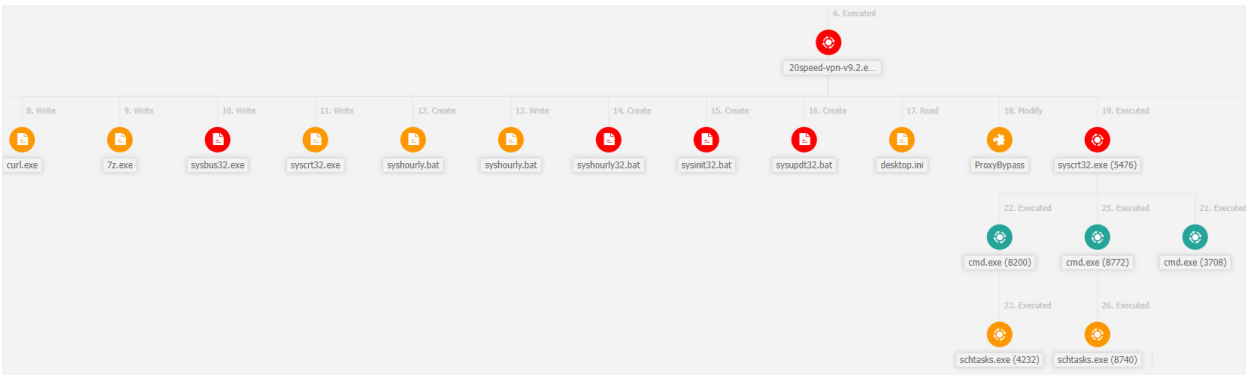 6. Executed
20speed-vpn-v9.2.e...
8. Write
9. Write
10. Write
11. Write
12. Create
13. Write
14. Create
15. Create
16. Create
17. Read
18. Modify
19. Executed
curl.exe
7z.exe
sysbus32.exe
syscrt32.exe
syshourly.bat
syshourly.bat
syshourly32.bat
sysinit32.bat
sysupdt32.bat
desktop.ini
ProxyBypass
syscrt32.exe (5476)
22. Executed
25. Executed
21. Executed
cmd.exe (8200)
cmd.exe (8772)
cmd.exe (3708)
23. Executed
26. Executed
schtasks.exe (4232)
schtasks.exe (8740)